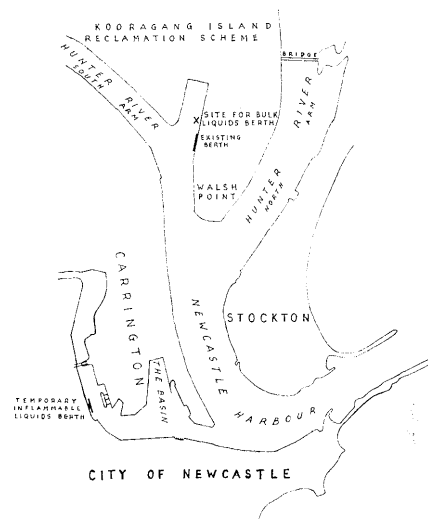 KOORAGANG ISLAND
RECLAMATION SCHEME
BRIDGE
HUNTER RIVER
SOUTH ARM
SITE FOR BULK
LIQUIDS BERTH
EXISTING
BERTH
HUNTER RIVER
NORTH ARM
WALSH
POINT
CARRINGTON
NEWCASTLE HARBOUR
STOCKTON
THE BASIN
TEMPORARY
INFLAMMABLE
LIQUIDS BERTH
CITY OF NEWCASTLE